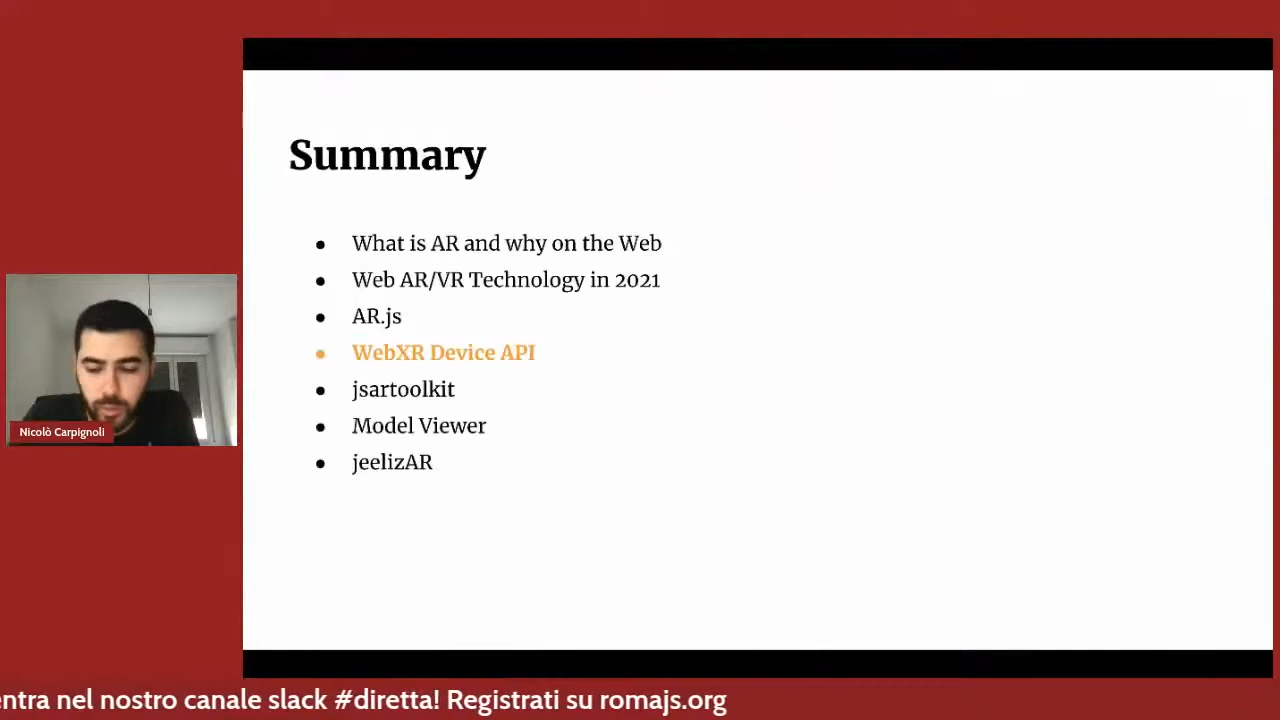 Summary
● What is AR and why on the Web
● Web AR/VR Technology in 2021
● AR.js
● WebXR Device API
● jsartoolkit
● Model Viewer
● jeelizAR
Nicolò Carpignoli
entra nel nostro canale slack #diretta! Registrati su romajs.org